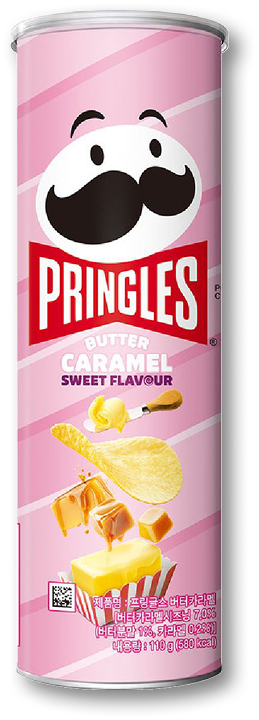 PRINGLES
®
BUTTER
CARAMEL
SWEET FLAVOUR
제품명 : 프링글스 버터카라멜
(버터카라멜시즈닝 7.0%
(버터분말 1%, 카라멜 0.2%))
내용량 : 110 g (580 kcal)